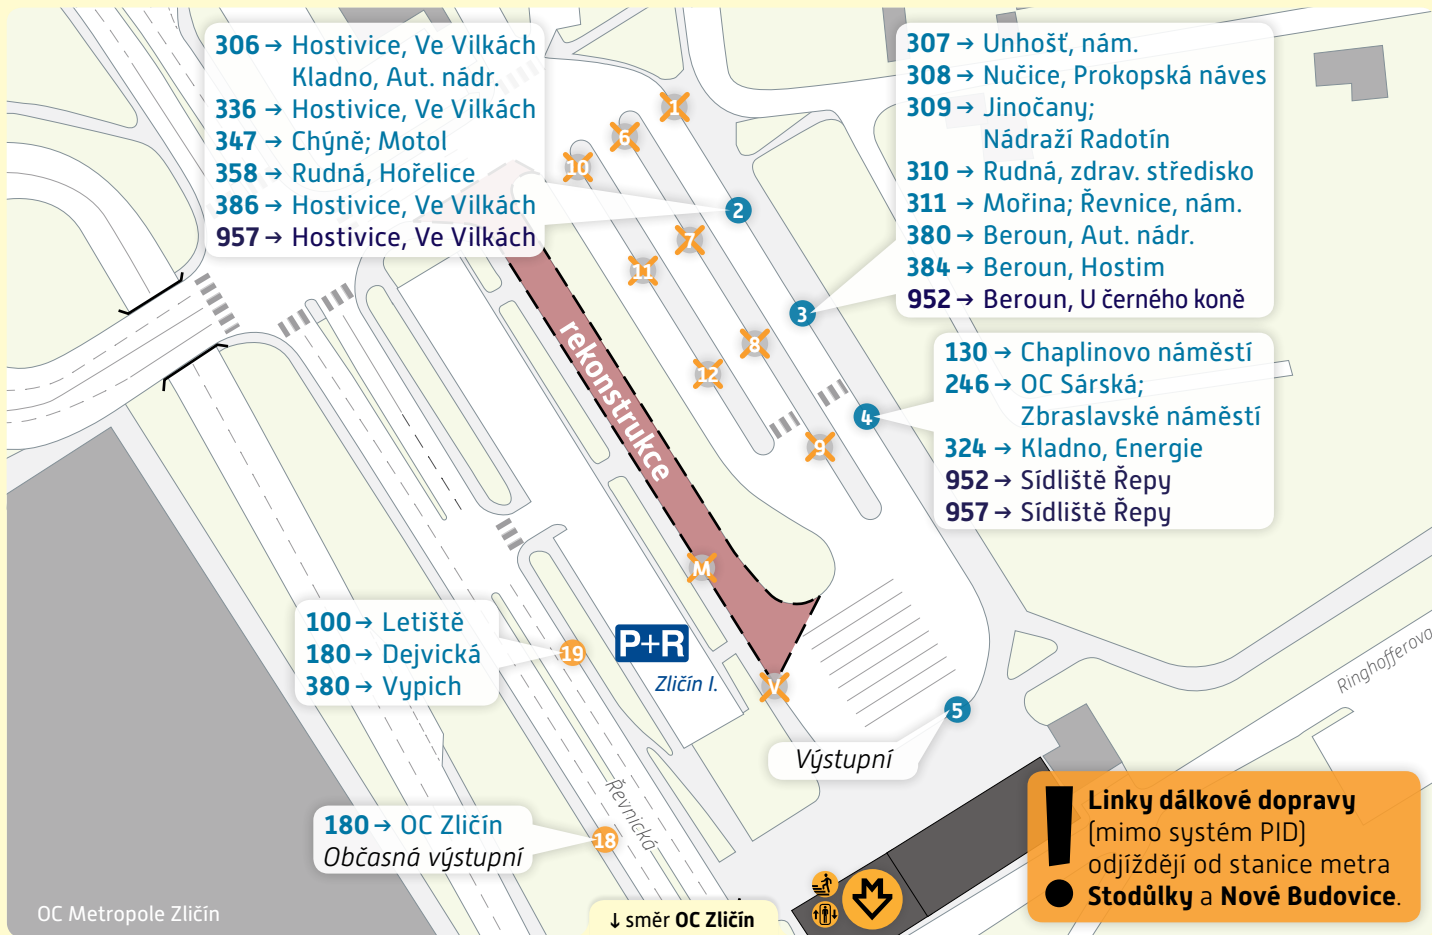 306 → Hostivice, Ve Vilkách
Kladno, Aut. nádr.
336 → Hostivice, Ve Vilkách
347 → Chýně; Motol
358 → Rudná, Hořelice
386 → Hostivice, Ve Vilkách
957 → Hostivice, Ve Vilkách
307 → Unhošť, nám.
308 → Nučice, Prokopská náves
309 → Jinočany;
Nádraží Radotín
310 → Rudná, zdrav. středisko
311 → Mořina; Řevnice, nám.
380 → Beroun, Aut. nádr.
384 → Beroun, Hostim
952 → Beroun, U černého koně
130 → Chaplinovo náměstí
246 → OC Sárská;
Zbraslavské náměstí
324 → Kladno, Energie
952 → Sídliště Řepy
957 → Sídliště Řepy
1
6
10
2
7
11
3
8
12
4
9
rekonstrukce
M
V
5
Výstupní
100 → Letiště
180 → Dejvická
380 → Vypich
19
P+R
Zličín I.
Ringhofferova
Řevnická
180 → OC Zličín
Občasná výstupní
18
! Linky dálkové dopravy
(mimo systém PID)
odjíždějí od stanice metra
Stodůlky a Nové Budovice.
M
OC Metropole Zličín
↓ směr OC Zličín